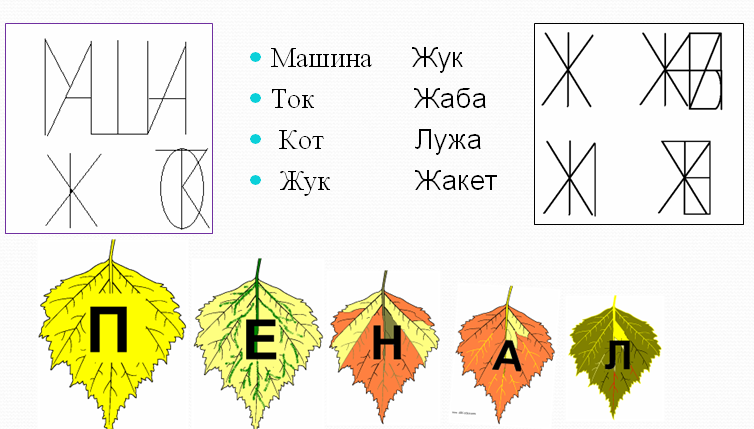 Машина Жук
Ток Жаба
Кот Лужа
Жук Жакет
П Е Н А Л